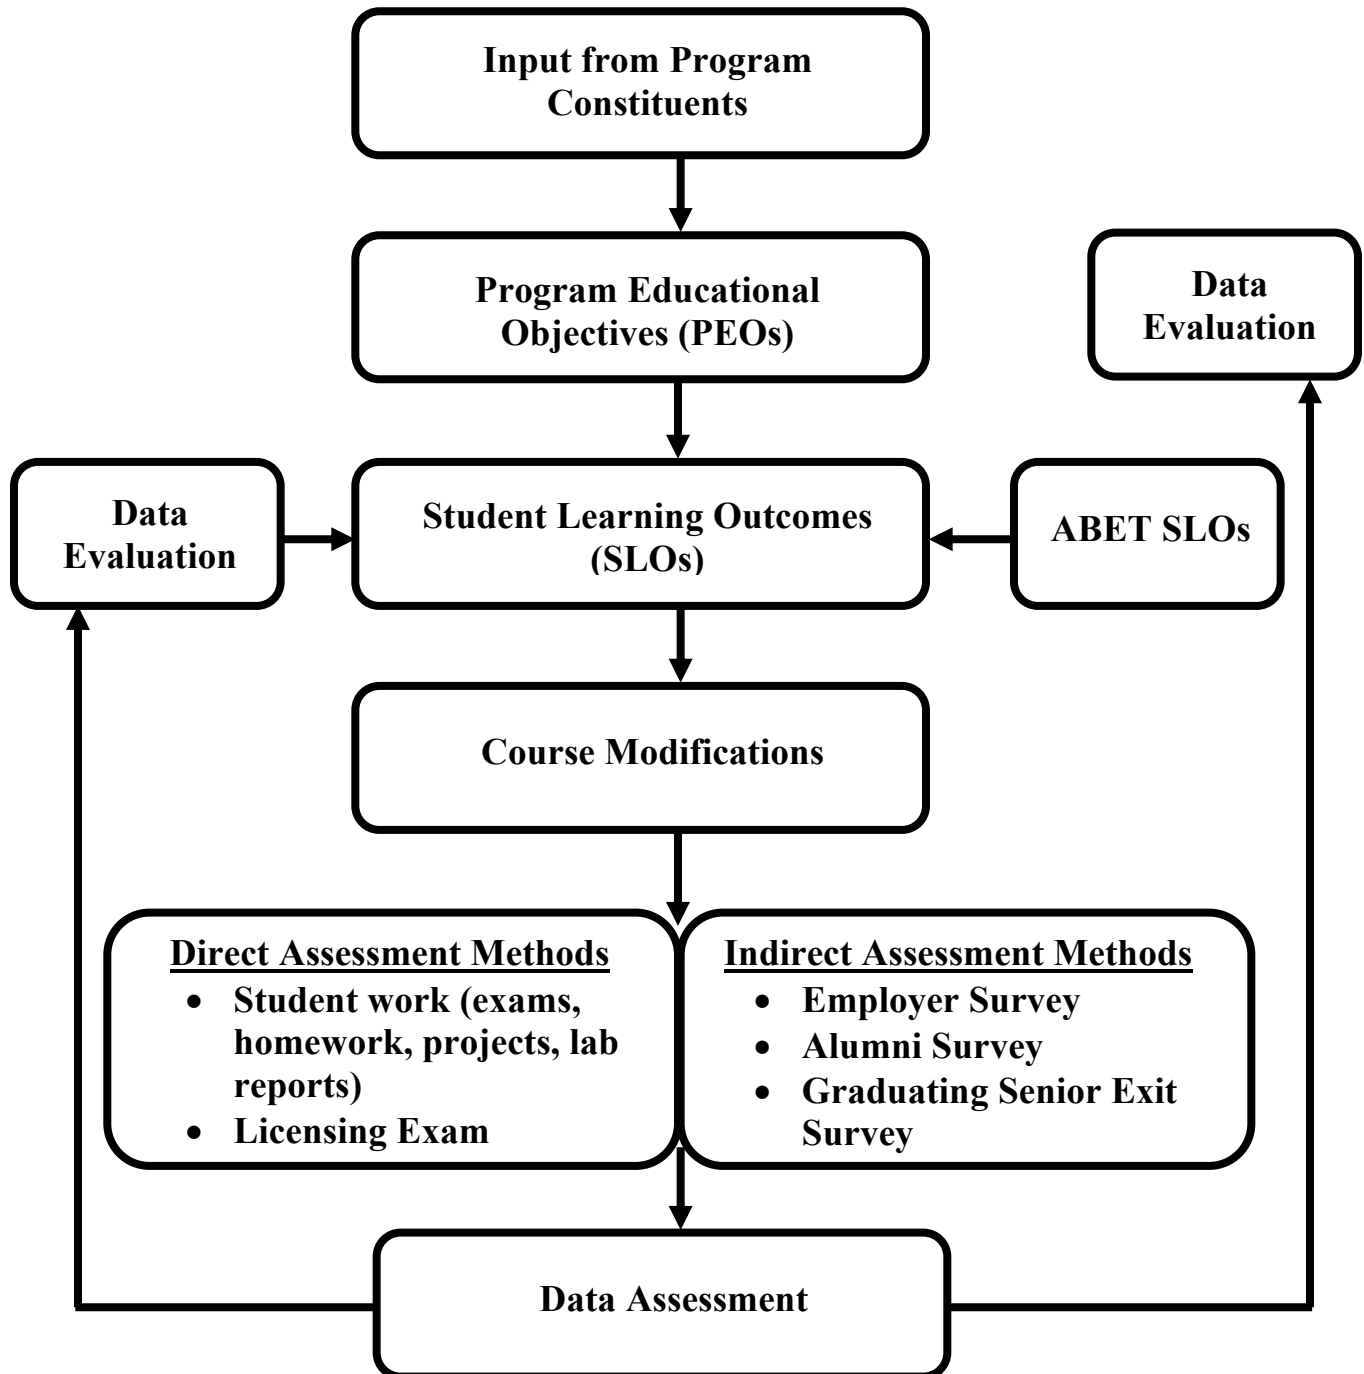 Input from Program
Constituents
Program Educational
Objectives (PEOs)
Data
Evaluation
Data
Evaluation
Student Learning Outcomes
(SLOs)
ABET SLOs
Course Modifications
Direct Assessment Methods
• Student work (exams,
homework, projects, lab
reports)
• Licensing Exam
Indirect Assessment Methods
• Employer Survey
• Alumni Survey
• Graduating Senior Exit
Survey
Data Assessment